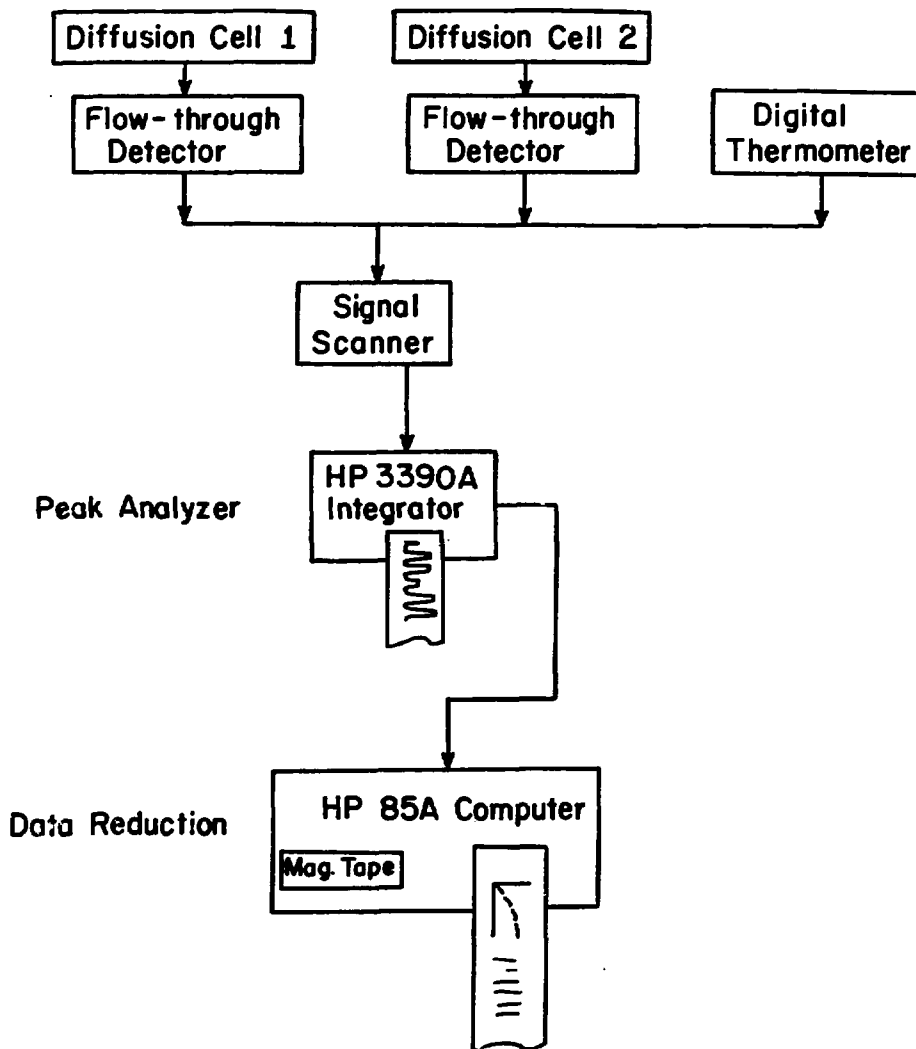 Diffusion Cell 1
Diffusion Cell 2
Flow-through
Detector
Flow-through
Detector
Digital
Thermometer
Signal
Scanner
Peak Analyzer
HP 3390A
Integrator
Data Reduction
HP 85A Computer
Mag. Tape